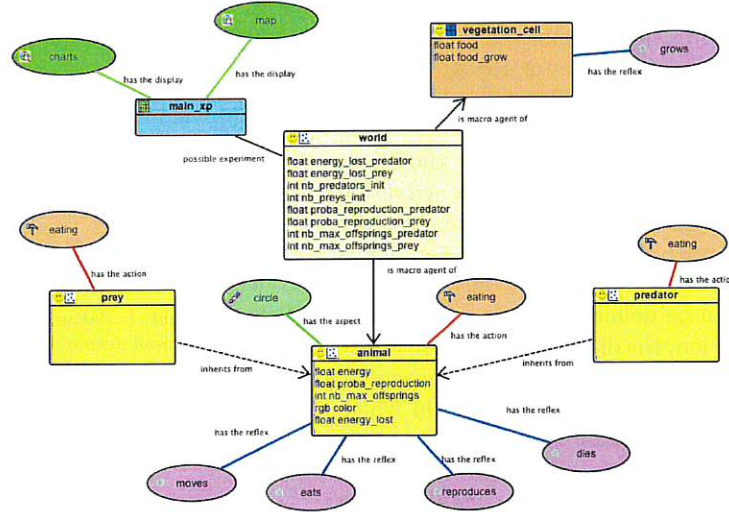 map
charts
has the display
has the display
main_xp
possible experiment
vegetation_cell
float food
float food_grow
grows
has the reflex
is macro agent of
world
float energy_lost_predator
float energy_lost_prey
int nb_predators_init
int nb_preys_init
float proba_reproduction_predator
float proba_reproduction_prey
int nb_max_offsprings_predator
int nb_max_offsprings_prey
is macro agent of
eating
has the action
prey
inherits from
circle
has the aspect
eating
has the action
eating
has the actio
predator
inherits from
animal
float energy
float proba_reproduction
int nb_max_offsprings
rgb color
float energy_lost
has the reflex
has the reflex
has the reflex
has the reflex
moves
eats
reproduces
dies